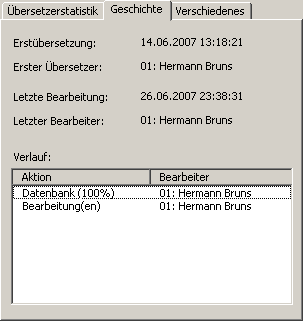 Übersetzerstatistik Geschichte Verschiedenes
Erstübersetzung: 14.06.2007 13:18:21
Erster Übersetzer: 01: Hermann Bruns
Letzte Bearbeitung: 26.06.2007 23:38:31
Letzter Bearbeiter: 01: Hermann Bruns
Verlauf:
Aktion Bearbeiter
Datenbank (100%) 01: Hermann Bruns
Bearbeitung(en) 01: Hermann Bruns